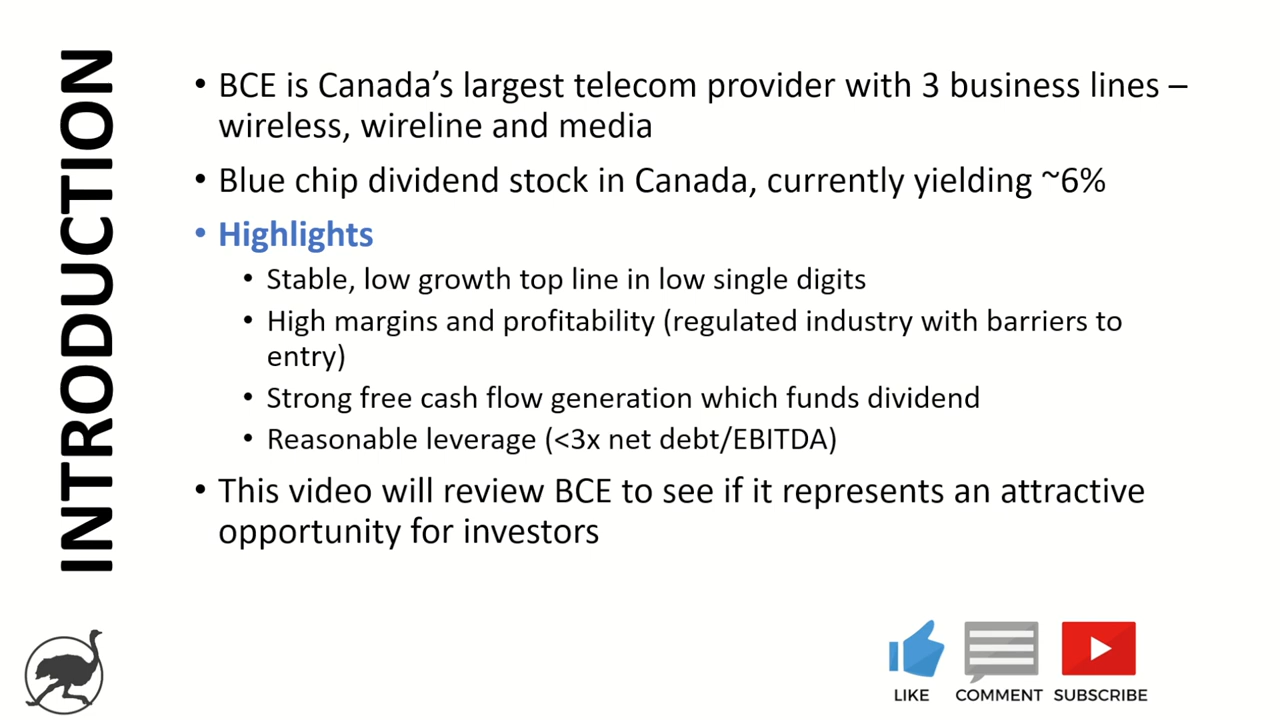 INTRODUCTION
• BCE is Canada’s largest telecom provider with 3 business lines –
wireless, wireline and media
• Blue chip dividend stock in Canada, currently yielding ~6%
• Highlights
• Stable, low growth top line in low single digits
• High margins and profitability (regulated industry with barriers to
entry)
• Strong free cash flow generation which funds dividend
• Reasonable leverage (<3x net debt/EBITDA)
• This video will review BCE to see if it represents an attractive
opportunity for investors
LIKE COMMENT SUBSCRIBE